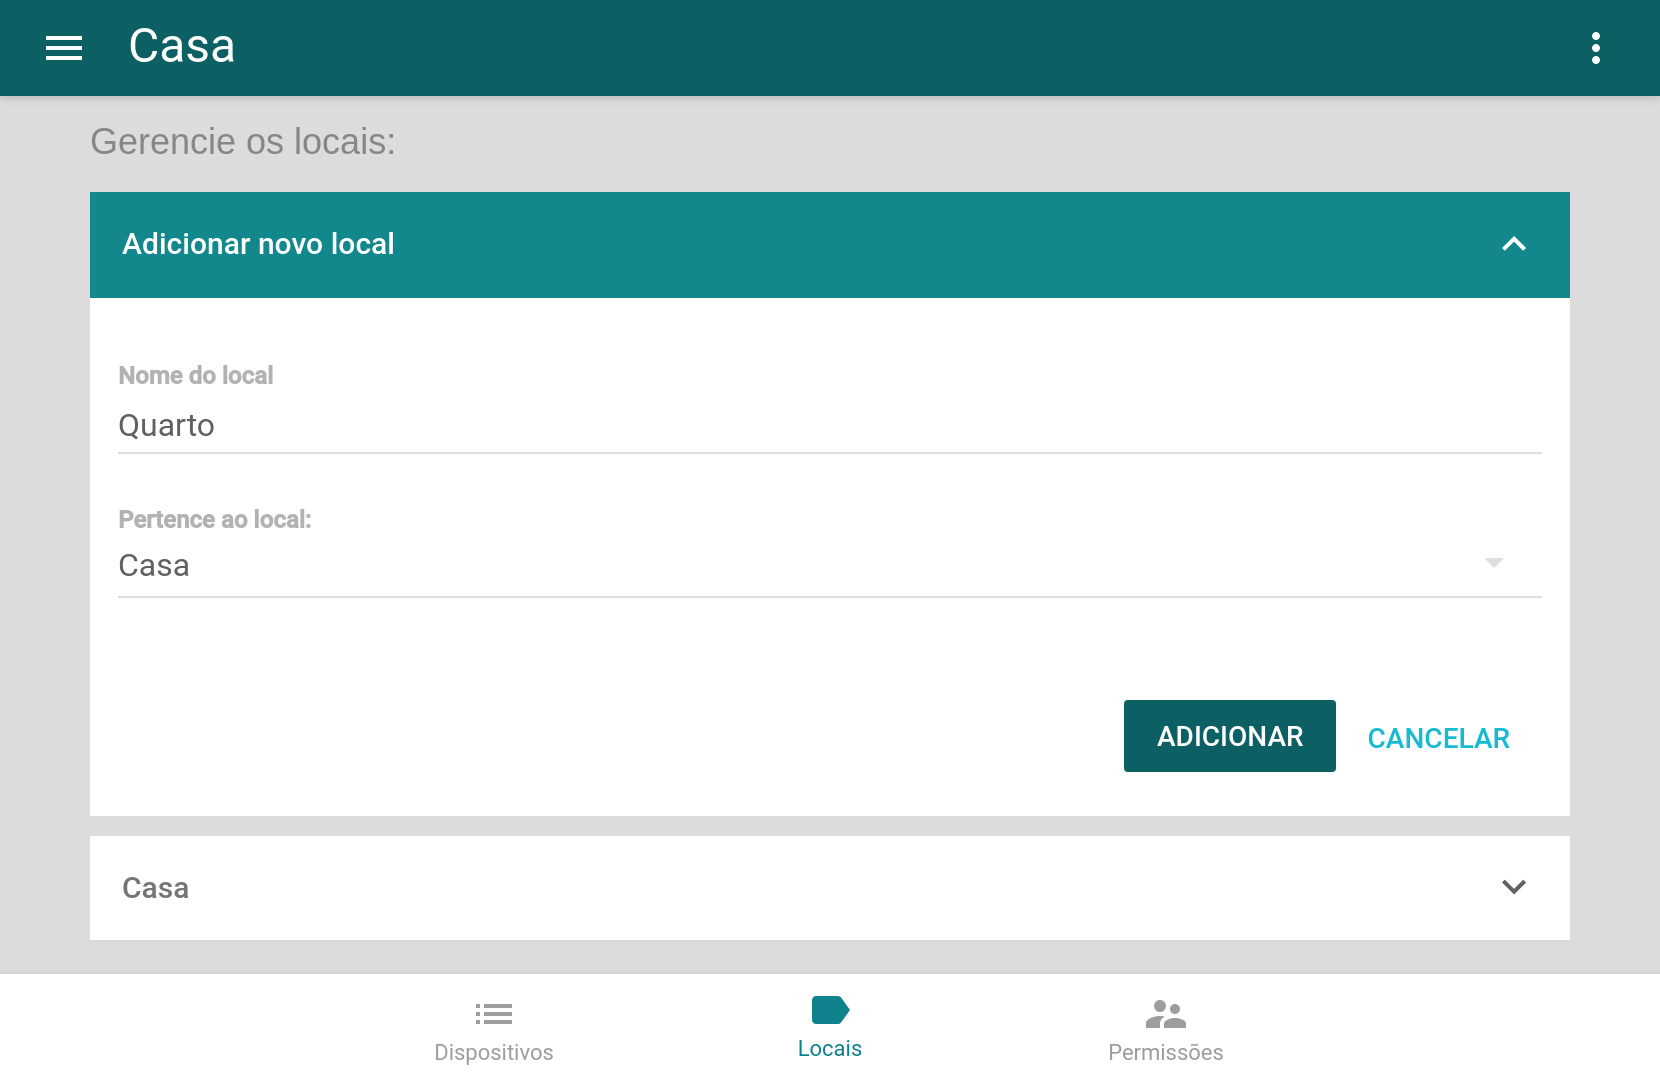 Casa
Gerencie os locais:
Adicionar novo local
Nome do local
Quarto
Pertence ao local:
Casa
ADICIONAR CANCELAR
Casa
Dispositivos Locais Permissões